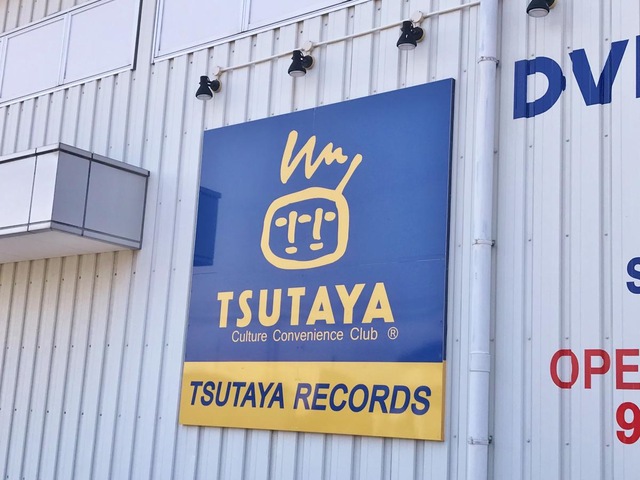 TSUTAYA
Culture Convenience Club ®
TSUTAYA RECORDS